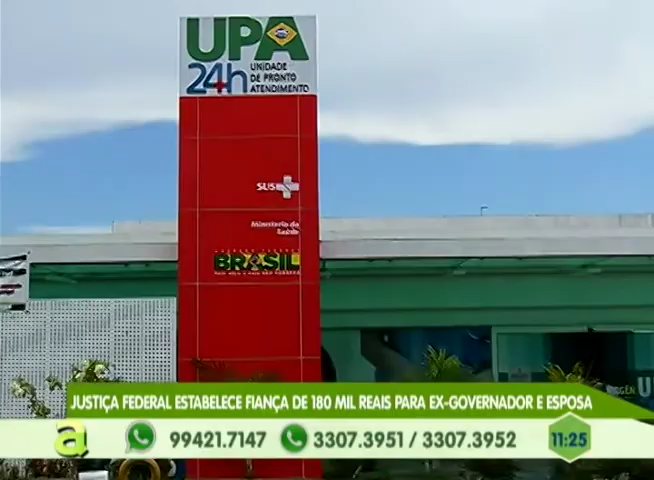 UPA
24h
UNIDADE
DE PRONTO
ATENDIMENTO
SUS
Ministério da
Saúde
BRASIL
JUSTIÇA FEDERAL ESTABELECE FIANÇA DE 180 MIL REAIS PARA EX-GOVERNADOR E ESPOSA
a 99421.7147 3307.3951 / 3307.3952 11:25